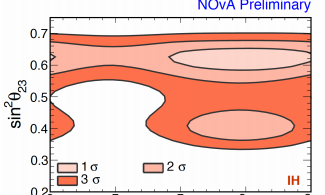 NOvA Preliminary
0.7
0.6
0.5
0.4
0.3
0.2
sin²θ₂₃
1 σ
2 σ
3 σ
IH